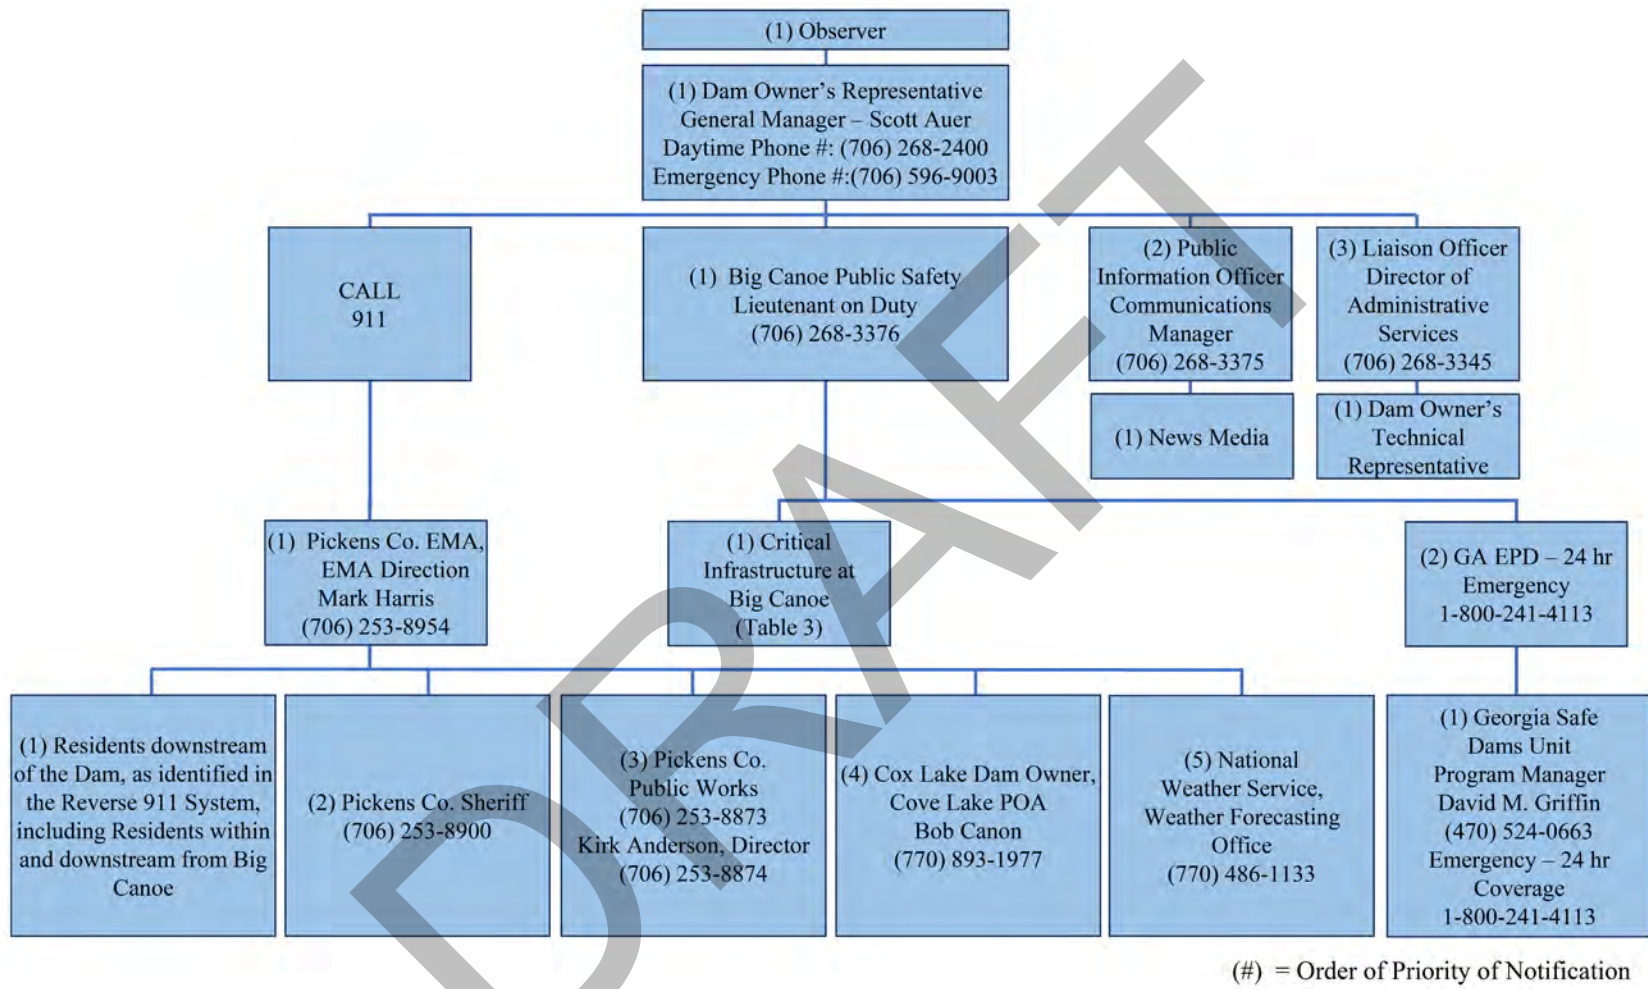 (1) Observer
(1) Dam Owner's Representative
General Manager – Scott Auer
Daytime Phone #: (706) 268-2400
Emergency Phone #:(706) 596-9003
CALL
911
(1) Big Canoe Public Safety
Lieutenant on Duty
(706) 268-3376
(2) Public
Information Officer
Communications
Manager
(706) 268-3375
(3) Liaison Officer
Director of
Administrative
Services
(706) 268-3345
(1) News Media
(1) Dam Owner's
Technical
Representative
(1) Pickens Co. EMA,
EMA Direction
Mark Harris
(706) 253-8954
(1) Critical
Infrastructure at
Big Canoe
(Table 3)
(2) GA EPD – 24 hr
Emergency
1-800-241-4113
(1) Residents downstream
of the Dam, as identified in
the Reverse 911 System,
including Residents within
and downstream from Big
Canoe
(2) Pickens Co. Sheriff
(706) 253-8900
(3) Pickens Co.
Public Works
(706) 253-8873
Kirk Anderson, Director
(706) 253-8874
(4) Cox Lake Dam Owner,
Cove Lake POA
Bob Canon
(770) 893-1977
(5) National
Weather Service,
Weather Forecasting
Office
(770) 486-1133
(1) Georgia Safe
Dams Unit
Program Manager
David M. Griffin
(470) 524-0663
Emergency – 24 hr
Coverage
1-800-241-4113
(#) = Order of Priority of Notification
DRAFT